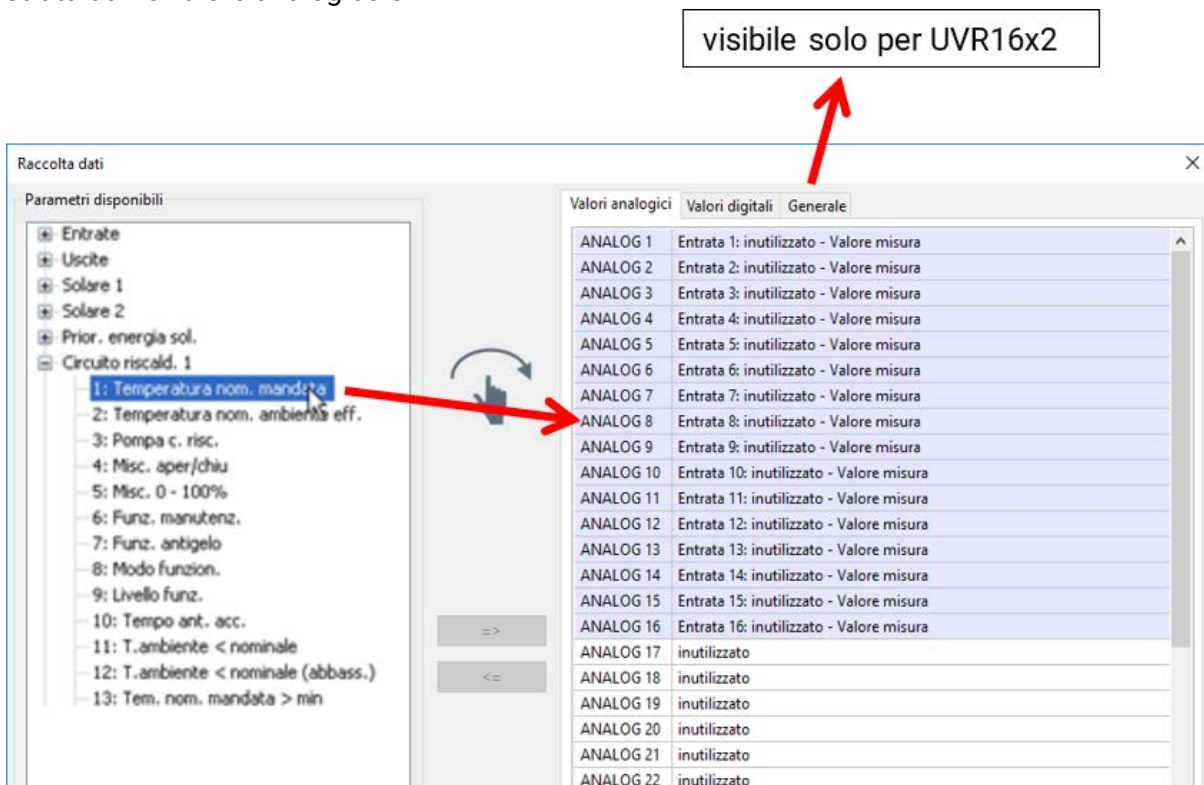 visibile solo per UVR16x2
Raccolta dati
Parametri disponibili
Entrate
Uscite
Solare 1
Solare 2
Prior. energia sol.
Circuito riscald. 1
1: Temperatura nom. mandata
2: Temperatura nom. ambiente eff.
3: Pompa c. risc.
4: Misc. aper/chiu
5: Misc. 0 - 100%
6: Funz. manutenz.
7: Funz. antigelo
8: Modo funzion.
9: Livello funz.
10: Tempo ant. acc.
11: T.ambiente < nominale
12: T.ambiente < nominale (abbass.)
13: Tem. nom. mandata > min
=>
<=
Valori analogici Valori digitali Generale
ANALOG 1 Entrata 1: inutilizzato - Valore misura
ANALOG 2 Entrata 2: inutilizzato - Valore misura
ANALOG 3 Entrata 3: inutilizzato - Valore misura
ANALOG 4 Entrata 4: inutilizzato - Valore misura
ANALOG 5 Entrata 5: inutilizzato - Valore misura
ANALOG 6 Entrata 6: inutilizzato - Valore misura
ANALOG 7 Entrata 7: inutilizzato - Valore misura
ANALOG 8 Entrata 8: inutilizzato - Valore misura
ANALOG 9 Entrata 9: inutilizzato - Valore misura
ANALOG 10 Entrata 10: inutilizzato - Valore misura
ANALOG 11 Entrata 11: inutilizzato - Valore misura
ANALOG 12 Entrata 12: inutilizzato - Valore misura
ANALOG 13 Entrata 13: inutilizzato - Valore misura
ANALOG 14 Entrata 14: inutilizzato - Valore misura
ANALOG 15 Entrata 15: inutilizzato - Valore misura
ANALOG 16 Entrata 16: inutilizzato - Valore misura
ANALOG 17 inutilizzato
ANALOG 18 inutilizzato
ANALOG 19 inutilizzato
ANALOG 20 inutilizzato
ANALOG 21 inutilizzato
ANALOG 22 inutilizzato